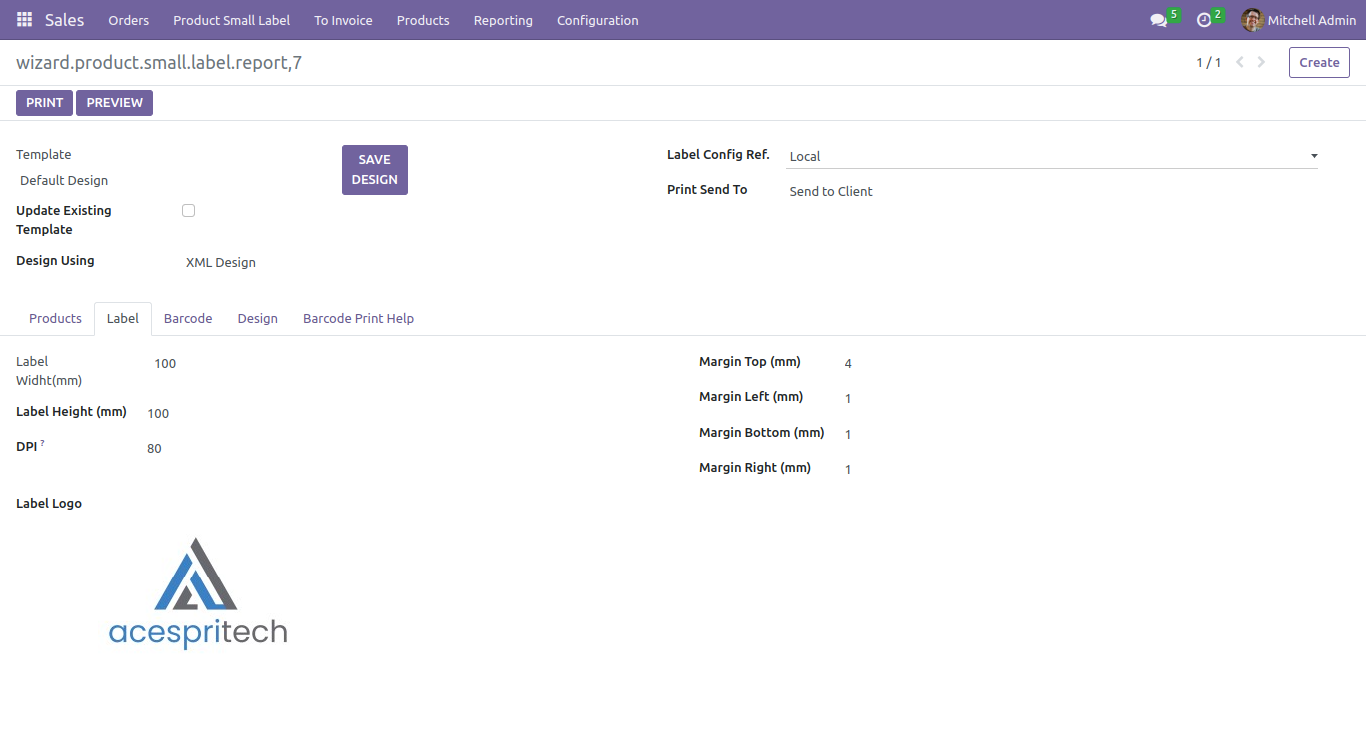 Sales Orders Product Small Label To Invoice Products Reporting Configuration 5 2 Mitchell Admin
wizard.product.small.label.report,7 1 / 1 Create
PRINT PREVIEW
Template
Default Design
SAVE
DESIGN
Update Existing
Template
Design Using XML Design
Label Config Ref. Local
Print Send To Send to Client
Products Label Barcode Design Barcode Print Help
Label
Widht(mm) 100
Label Height (mm) 100
DPI ? 80
Margin Top (mm) 4
Margin Left (mm) 1
Margin Bottom (mm) 1
Margin Right (mm) 1
Label Logo
acespritech